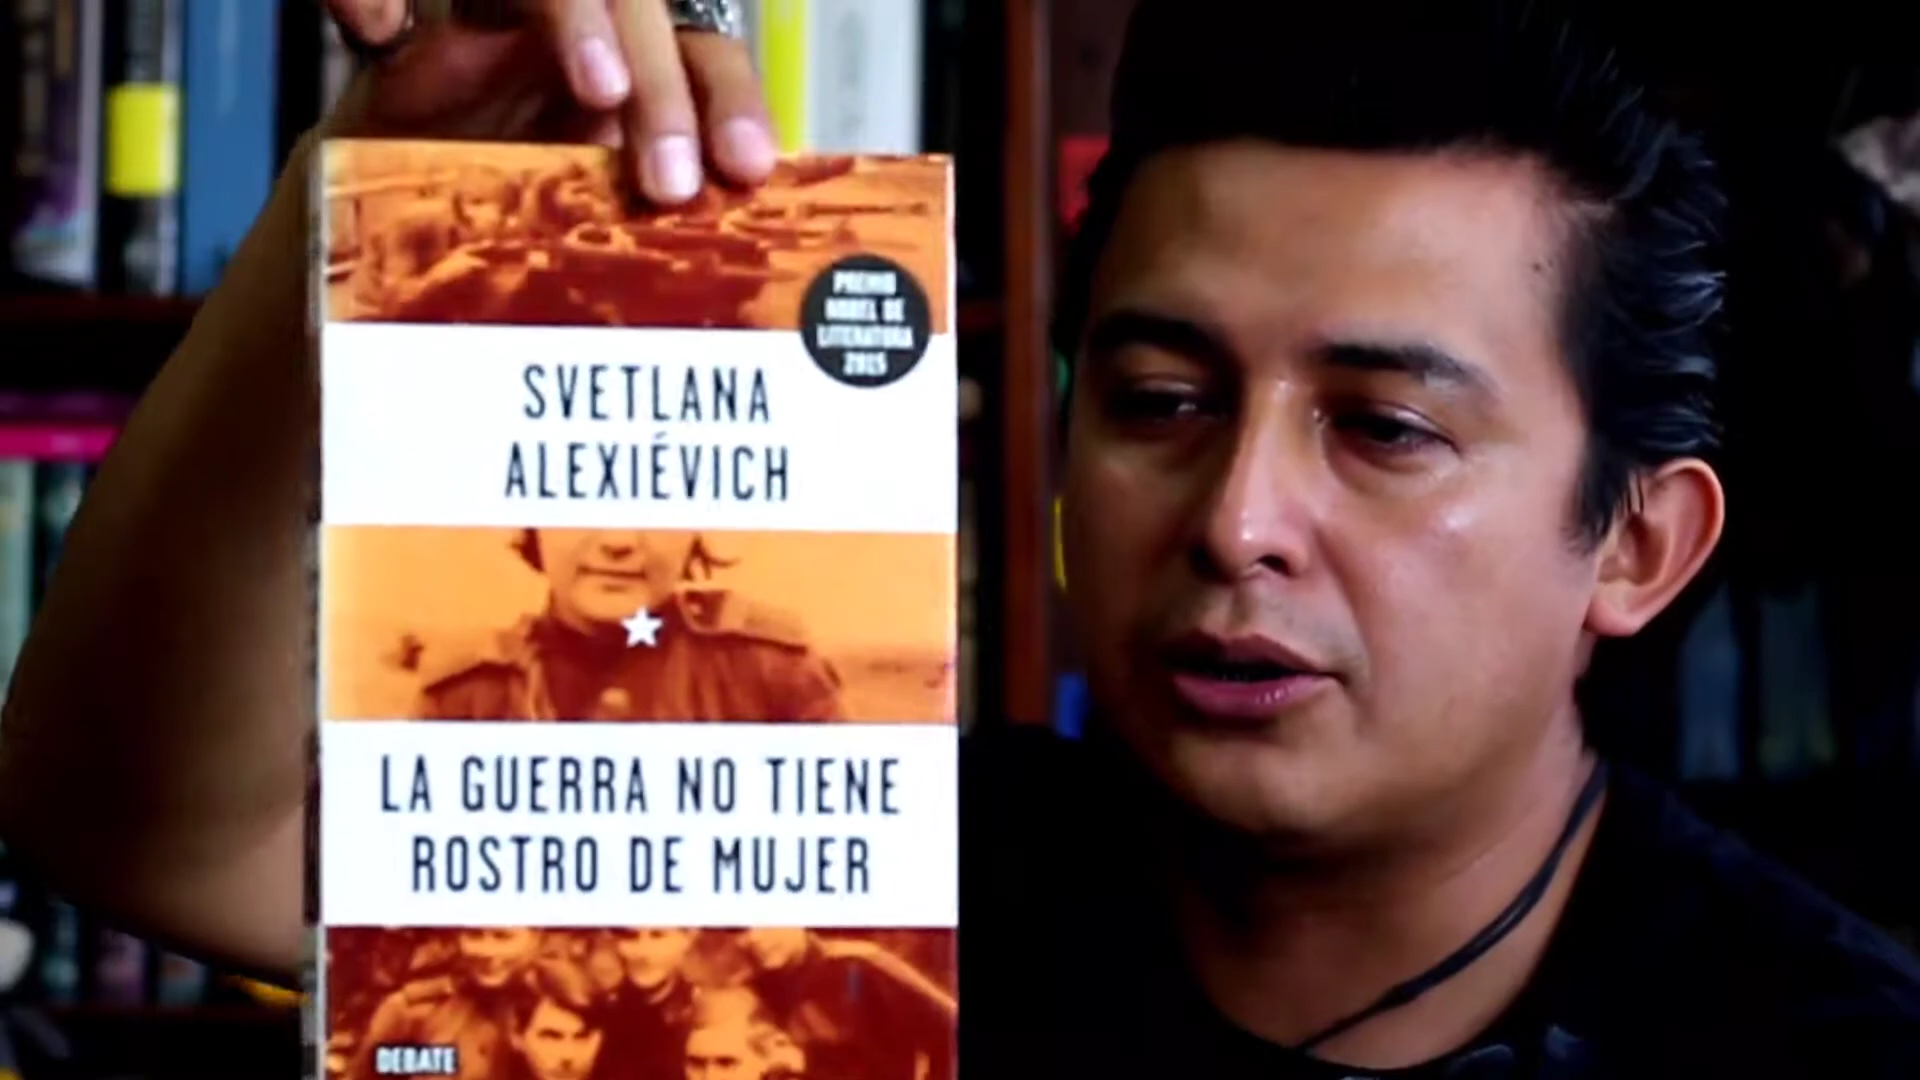 PREMIO
NOBEL DE
LITERATURA
2015
SVETLANA
ALEXIÉVICH
LA GUERRA NO TIENE
ROSTRO DE MUJER
DEBATE